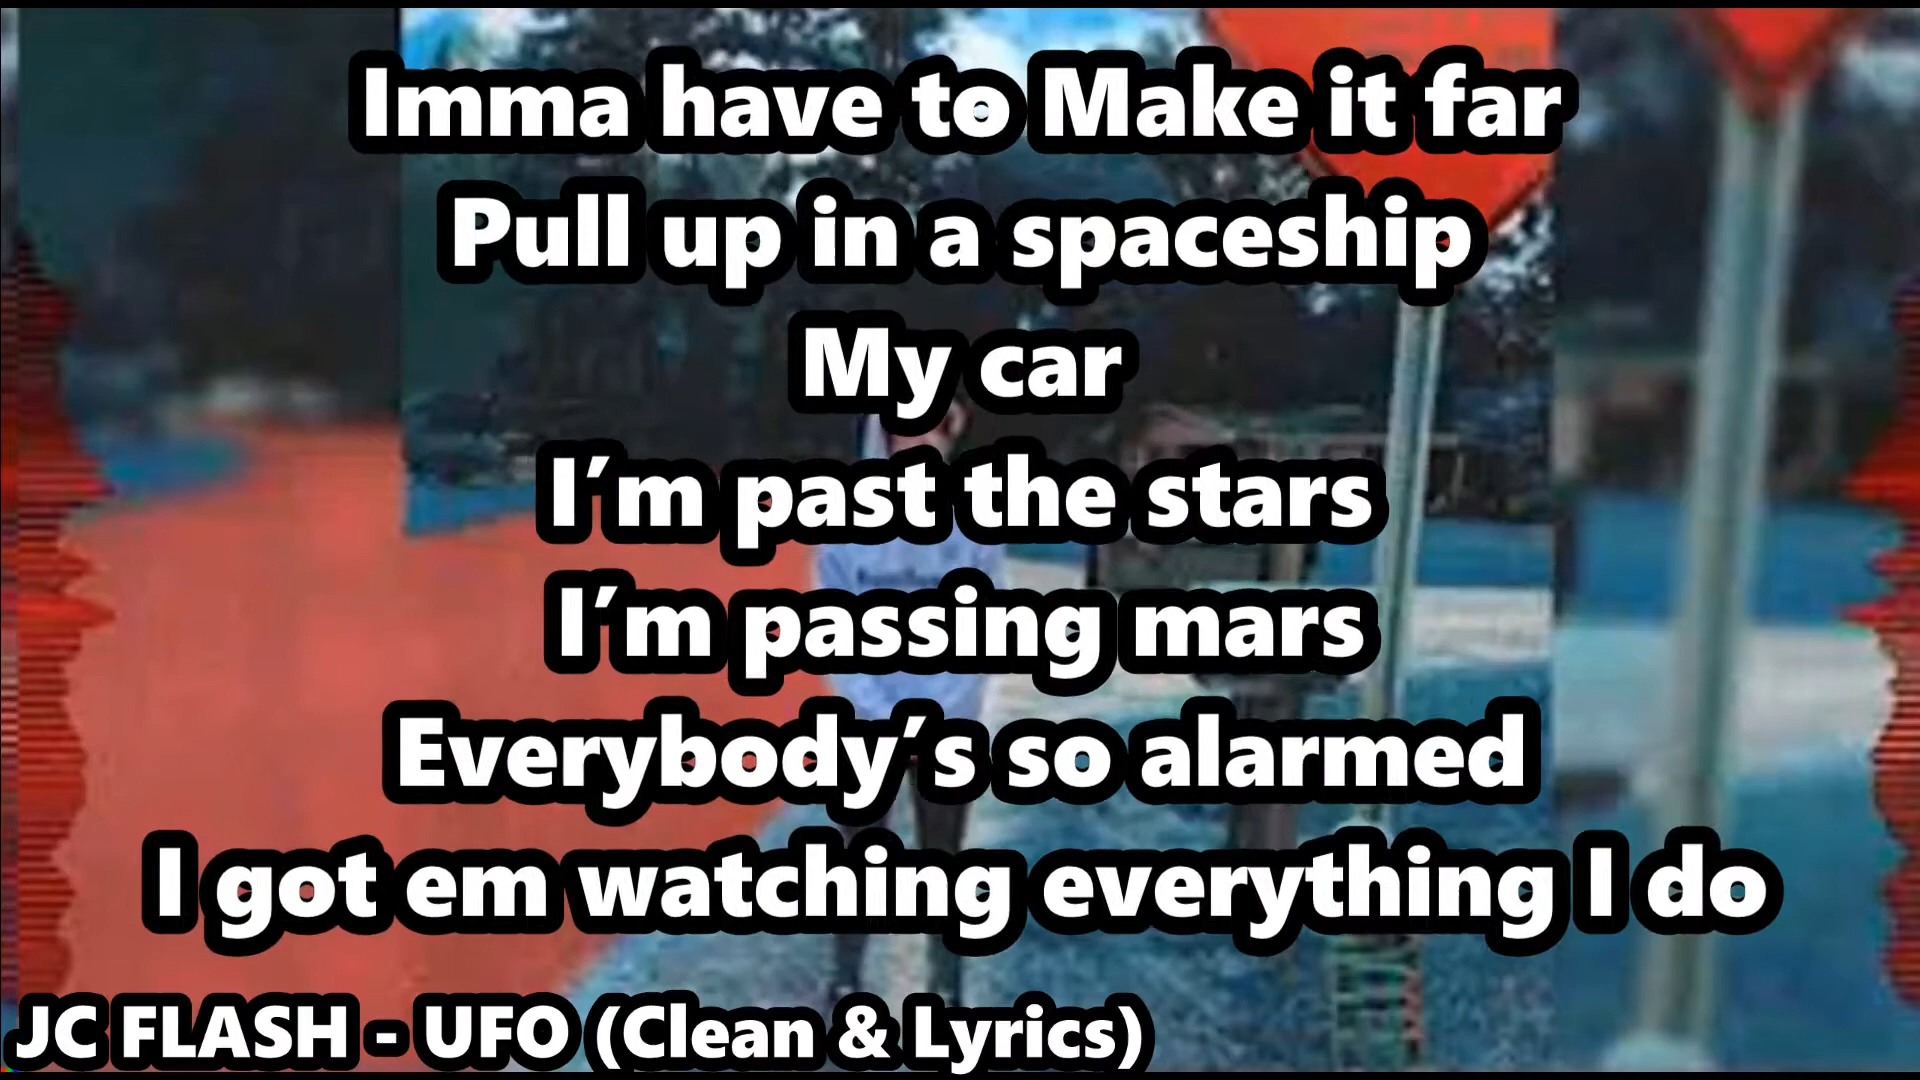 Imma have to Make it far
Pull up in a spaceship
My car
I’m past the stars
I’m passing mars
Everybody’s so alarmed
I got em watching everything I do
JC FLASH - UFO (Clean & Lyrics)